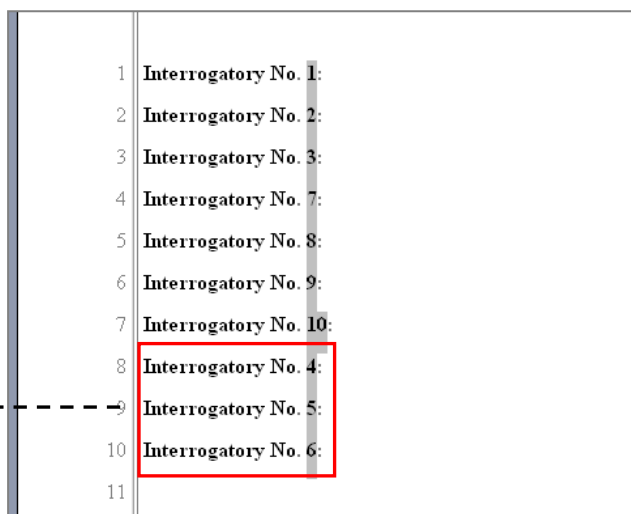 1 Interrogatory No. 1:
2 Interrogatory No. 2:
3 Interrogatory No. 3:
4 Interrogatory No. 7:
5 Interrogatory No. 8:
6 Interrogatory No. 9:
7 Interrogatory No. 10:
8 Interrogatory No. 4:
9 Interrogatory No. 5:
10 Interrogatory No. 6:
11